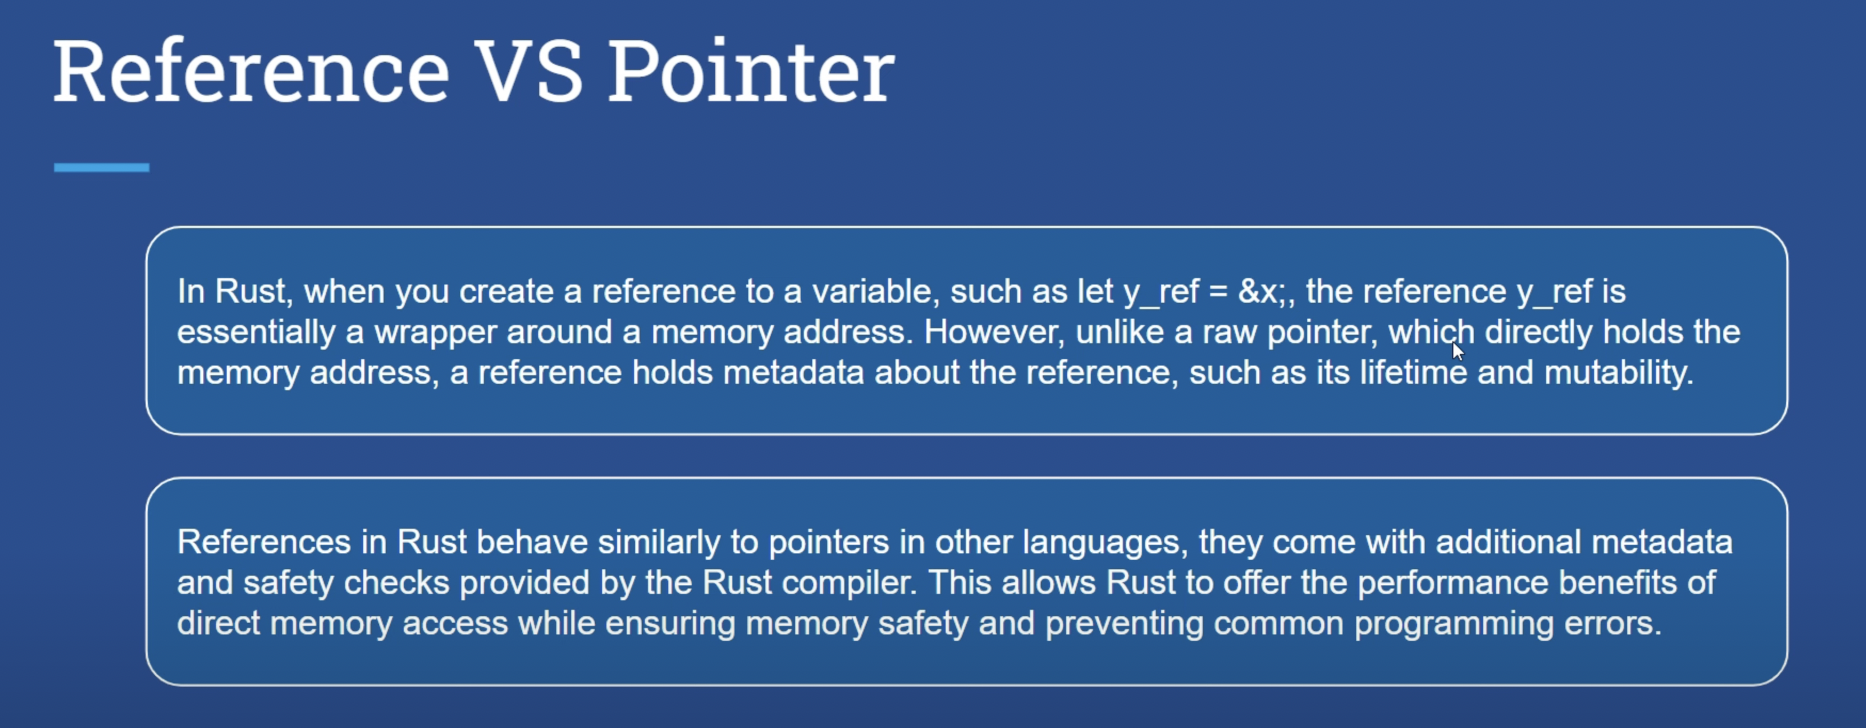 Reference VS Pointer
In Rust, when you create a reference to a variable, such as let y_ref = &x;, the reference y_ref is
essentially a wrapper around a memory address. However, unlike a raw pointer, which directly holds the
memory address, a reference holds metadata about the reference, such as its lifetime and mutability.
References in Rust behave similarly to pointers in other languages, they come with additional metadata
and safety checks provided by the Rust compiler. This allows Rust to offer the performance benefits of
direct memory access while ensuring memory safety and preventing common programming errors.